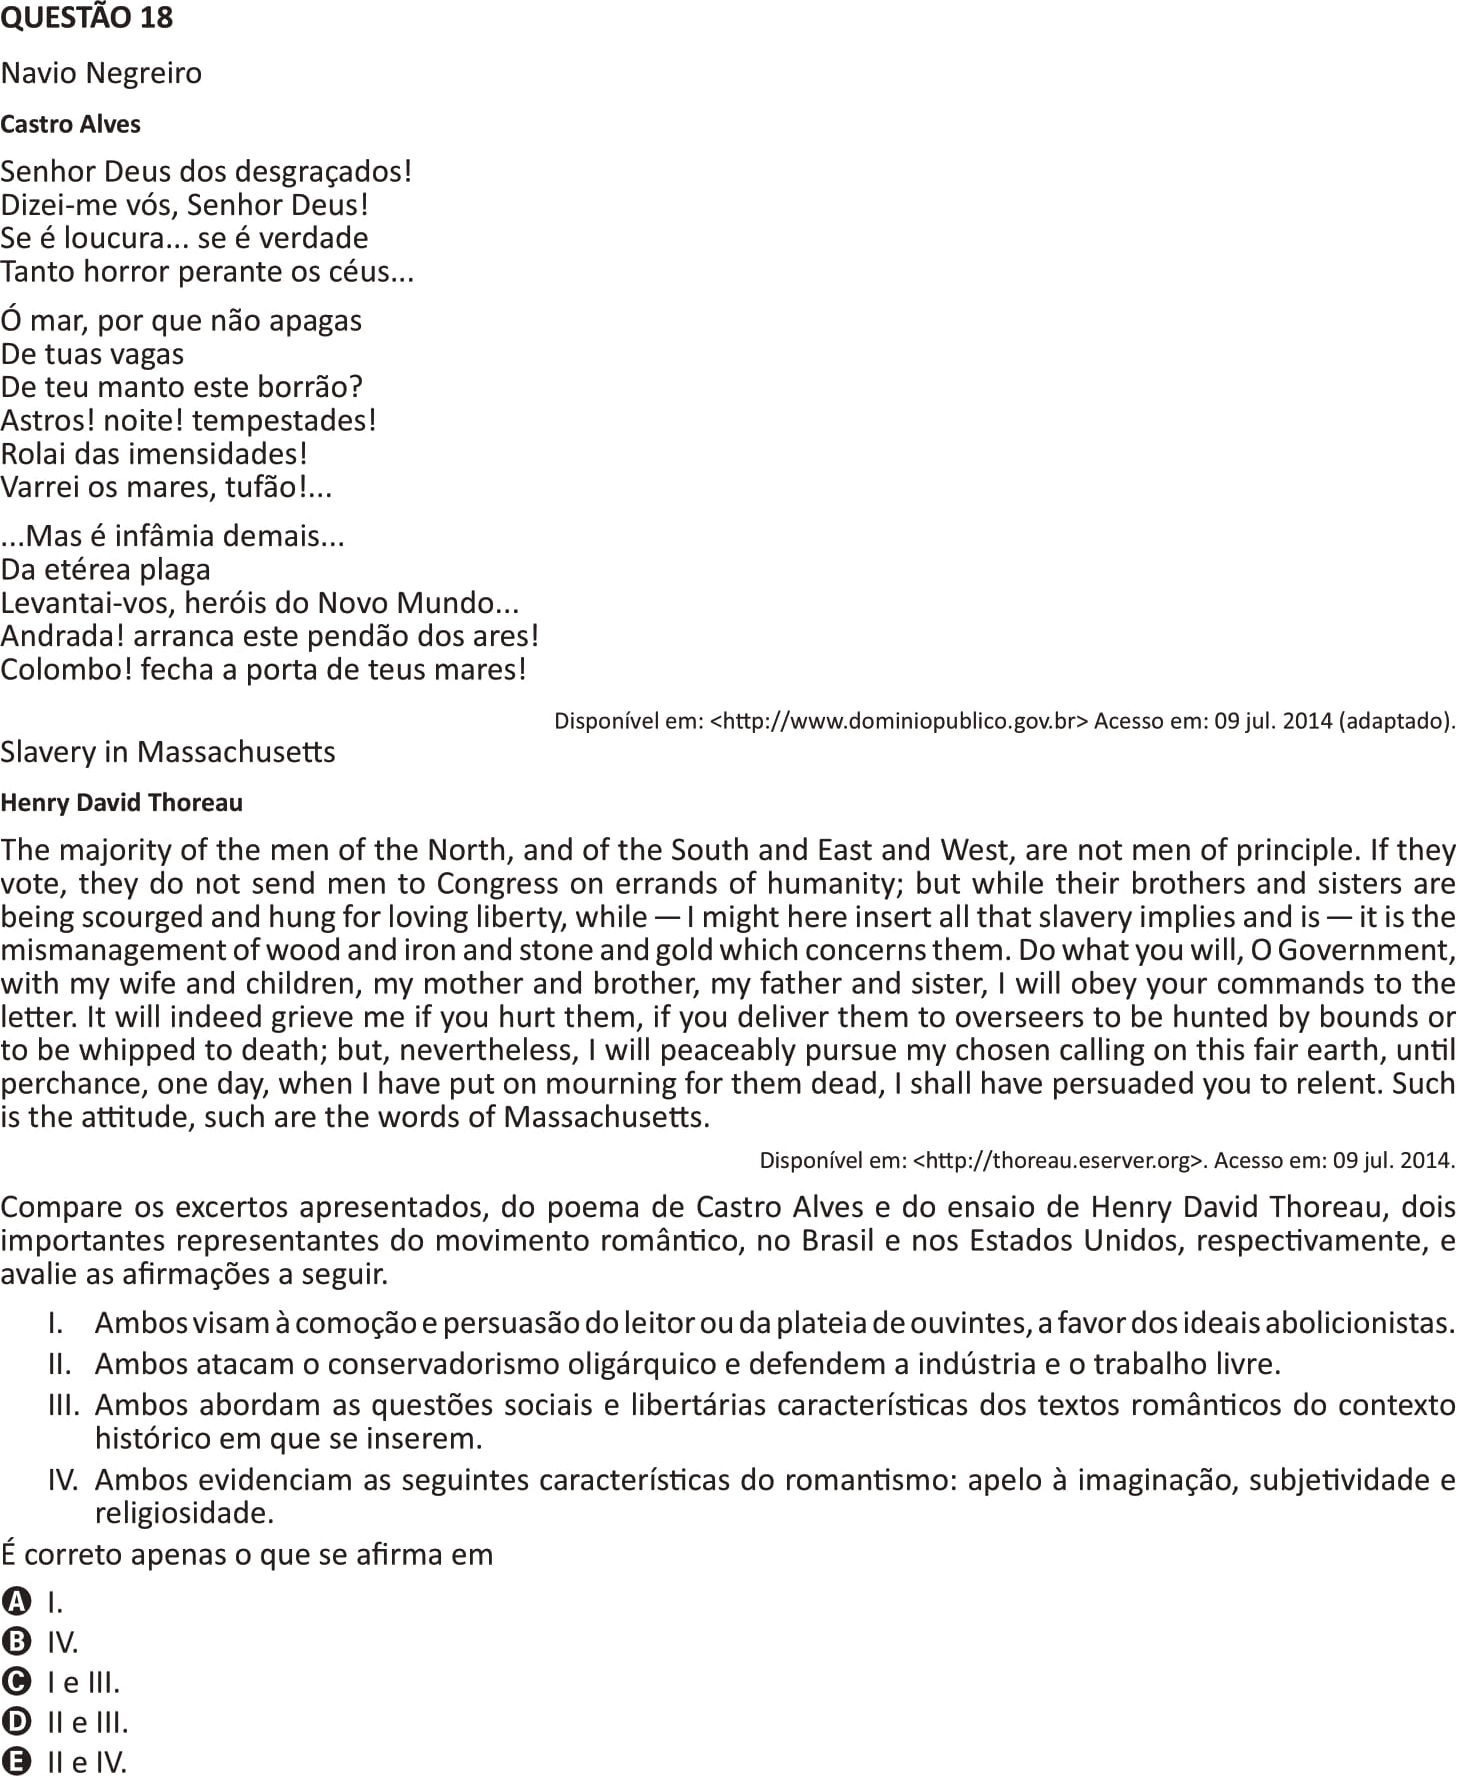 QUESTÃO 18
Navio Negreiro
Castro Alves
Senhor Deus dos desgraçados!
Dizei-me vós, Senhor Deus!
Se é loucura... se é verdade
Tanto horror perante os céus...
Ó mar, por que não apagas
De tuas vagas
De teu manto este borrão?
Astros! noite! tempestades!
Rolai das imensidades!
Varrei os mares, tufão!...
...Mas é infâmia demais...
Da etérea plaga
Levantai-vos, heróis do Novo Mundo...
Andrada! arranca este pendão dos ares!
Colombo! fecha a porta de teus mares!
Disponível em: <http://www.dominiopublico.gov.br> Acesso em: 09 jul. 2014 (adaptado).
Slavery in Massachusetts
Henry David Thoreau
The majority of the men of the North, and of the South and East and West, are not men of principle. If they
vote, they do not send men to Congress on errands of humanity; but while their brothers and sisters are
being scourged and hung for loving liberty, while — I might here insert all that slavery implies and is — it is the
mismanagement of wood and iron and stone and gold which concerns them. Do what you will, O Government,
with my wife and children, my mother and brother, my father and sister, I will obey your commands to the
letter. It will indeed grieve me if you hurt them, if you deliver them to overseers to be hunted by bounds or
to be whipped to death; but, nevertheless, I will peaceably pursue my chosen calling on this fair earth, until
perchance, one day, when I have put on mourning for them dead, I shall have persuaded you to relent. Such
is the attitude, such are the words of Massachusetts.
Disponível em: <http://thoreau.eserver.org>. Acesso em: 09 jul. 2014.
Compare os excertos apresentados, do poema de Castro Alves e do ensaio de Henry David Thoreau, dois
importantes representantes do movimento romântico, no Brasil e nos Estados Unidos, respectivamente, e
avalie as afirmações a seguir.
I. Ambos visam à comoção e persuasão do leitor ou da plateia de ouvintes, a favor dos ideais abolicionistas.
II. Ambos atacam o conservadorismo oligárquico e defendem a indústria e o trabalho livre.
III. Ambos abordam as questões sociais e libertárias características dos textos românticos do contexto
histórico em que se inserem.
IV. Ambos evidenciam as seguintes características do romantismo: apelo à imaginação, subjetividade e
religiosidade.
É correto apenas o que se afirma em
A I.
B IV.
C I e III.
D II e III.
E II e IV.